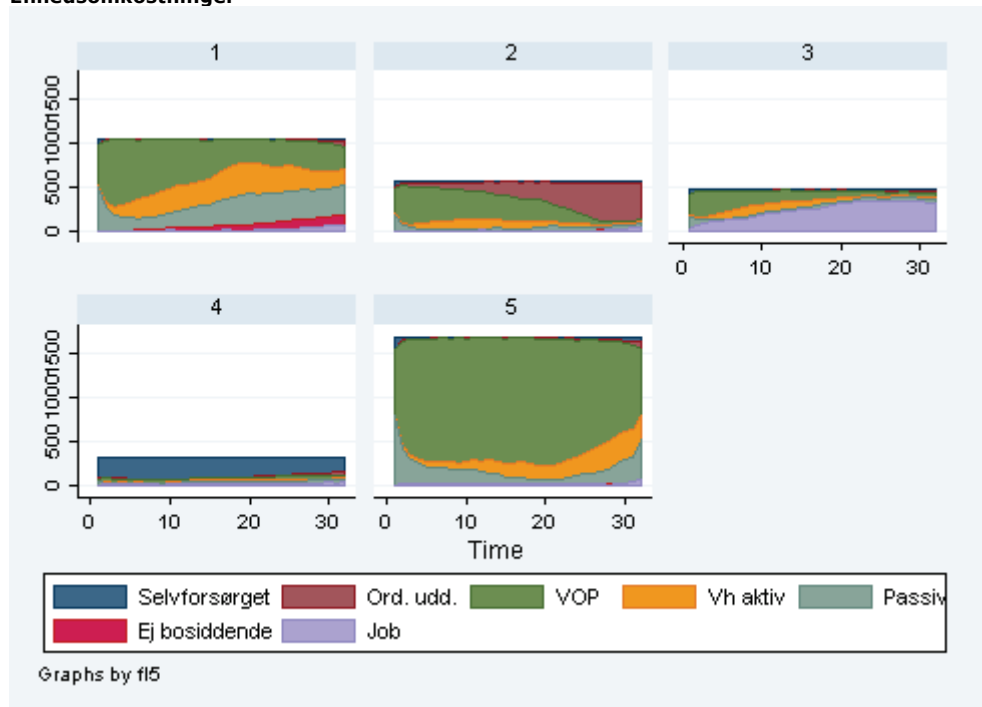 Enhedsomkostninger
1 2 3
0 500 1000 1500
0 10 20 30
4 5
0 500 1000 1500
0 10 20 30 0 10 20 30
Time
Selvforsørget Ord. udd. VOP Vh aktiv Passiv
Ej bosiddende Job
Graphs by fl5